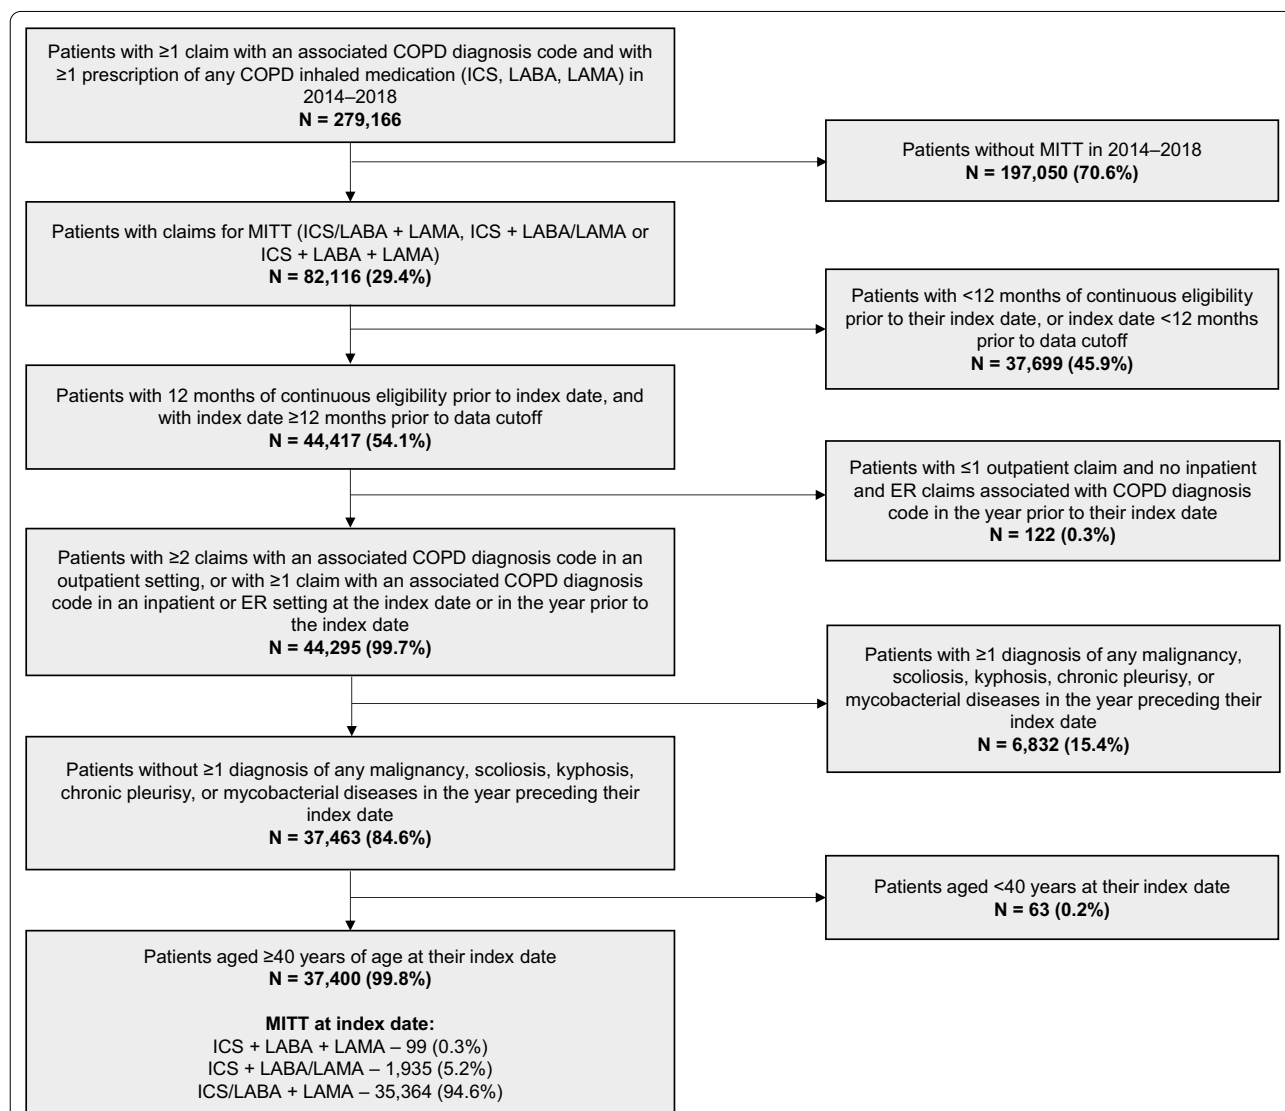 Patients with ≥1 claim with an associated COPD diagnosis code and with
≥1 prescription of any COPD inhaled medication (ICS, LABA, LAMA) in
2014–2018
N = 279,166
Patients without MITT in 2014–2018
N = 197,050 (70.6%)
Patients with claims for MITT (ICS/LABA + LAMA, ICS + LABA/LAMA or
ICS + LABA + LAMA)
N = 82,116 (29.4%)
Patients with <12 months of continuous eligibility
prior to their index date, or index date <12 months
prior to data cutoff
N = 37,699 (45.9%)
Patients with 12 months of continuous eligibility prior to index date, and
with index date ≥12 months prior to data cutoff
N = 44,417 (54.1%)
Patients with ≤1 outpatient claim and no inpatient
and ER claims associated with COPD diagnosis
code in the year prior to their index date
N = 122 (0.3%)
Patients with ≥2 claims with an associated COPD diagnosis code in an
outpatient setting, or with ≥1 claim with an associated COPD diagnosis
code in an inpatient or ER setting at the index date or in the year prior to
the index date
N = 44,295 (99.7%)
Patients with ≥1 diagnosis of any malignancy,
scoliosis, kyphosis, chronic pleurisy, or
mycobacterial diseases in the year preceding their
index date
N = 6,832 (15.4%)
Patients without ≥1 diagnosis of any malignancy, scoliosis, kyphosis,
chronic pleurisy, or mycobacterial diseases in the year preceding their
index date
N = 37,463 (84.6%)
Patients aged <40 years at their index date
N = 63 (0.2%)
Patients aged ≥40 years of age at their index date
N = 37,400 (99.8%)
MITT at index date:
ICS + LABA + LAMA – 99 (0.3%)
ICS + LABA/LAMA – 1,935 (5.2%)
ICS/LABA + LAMA – 35,364 (94.6%)